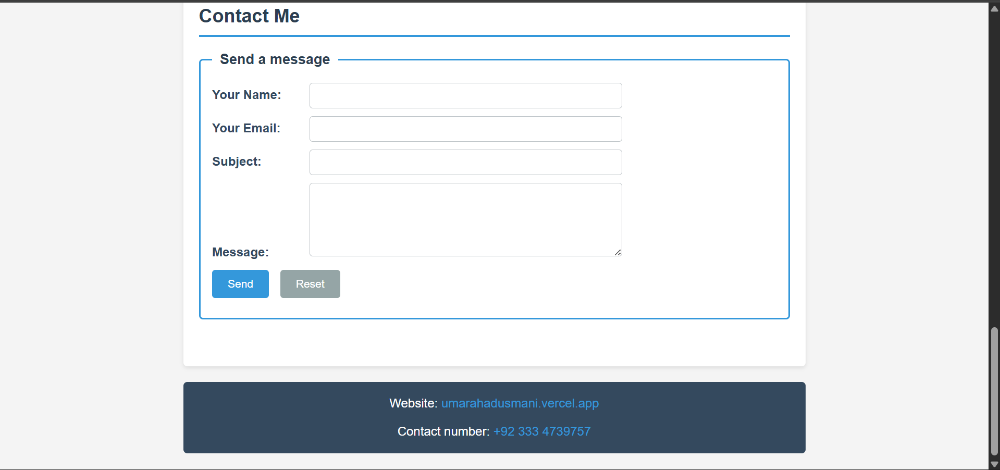 Contact Me
Send a message
Your Name:
Your Email:
Subject:
Message:
Send Reset
Website: umarahadusmani.vercel.app
Contact number: +92 333 4739757